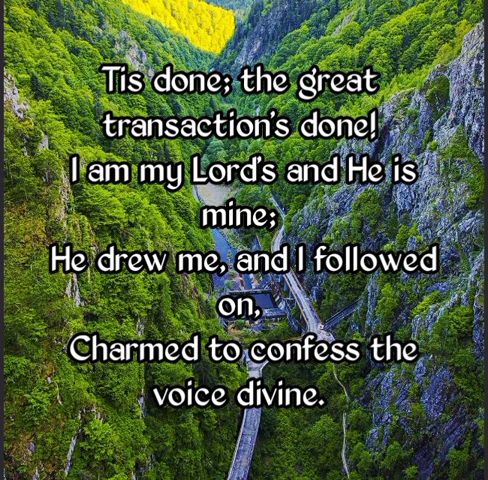 Tis done; the great
transaction's done!
I am my Lord's and He is
mine;
He drew me, and I followed
on,
Charmed to confess the
voice divine.